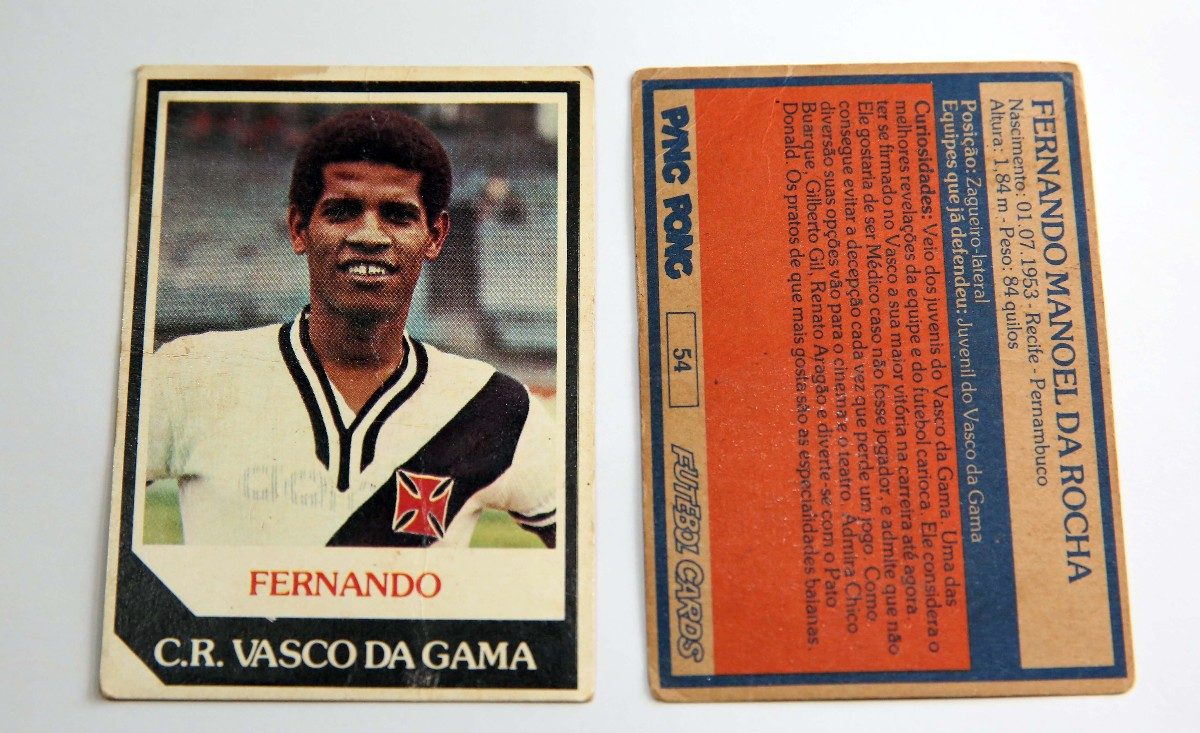 FERNANDO
C.R. VASCO DA GAMA
FERNANDO MANOEL DA ROCHA
Nascimento: 01.07.1953 - Recife - Pernambuco
Altura: 1,84 m - Peso: 84 quilos
Posição: Zagueiro-lateral
Equipes que já defendeu: Juvenil do Vasco da Gama
Curiosidades: Veio dos juvenis do Vasco da Gama. Uma das
melhores revelações da equipe e do futebol carioca. Ele considera o
ter se firmado no Vasco a sua maior vitória na carreira até agora.
Ele gostaria de ser Médico caso não fosse jogador, e admite que não
consegue evitar a decepção cada vez que perde um jogo. Como
diversão suas opções vão para o cinema e o teatro. Admira Chico
Buarque, Gilberto Gil, Renato Aragão e diverte-se com o Pato
Donald. Os pratos de que mais gosta são as especialidades baianas.
PING PONG
54
FUTEBOL CARDS